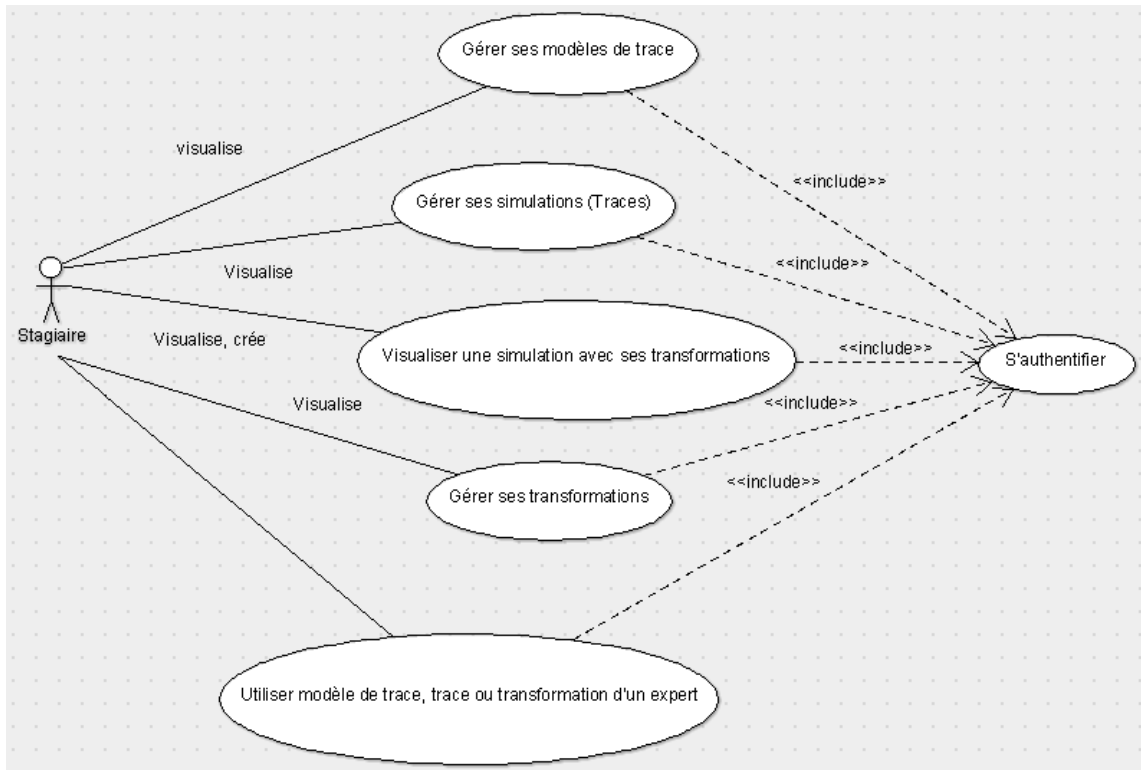 Gérer ses modèles de trace
visualise
<<include>>
Gérer ses simulations (Traces)
Visualise
<<include>>
Stagiaire
Visualise, crée
Visualiser une simulation avec ses transformations
<<include>>
S'authentifier
Visualise
<<include>>
Gérer ses transformations
<<include>>
Utiliser modèle de trace, trace ou transformation d'un expert